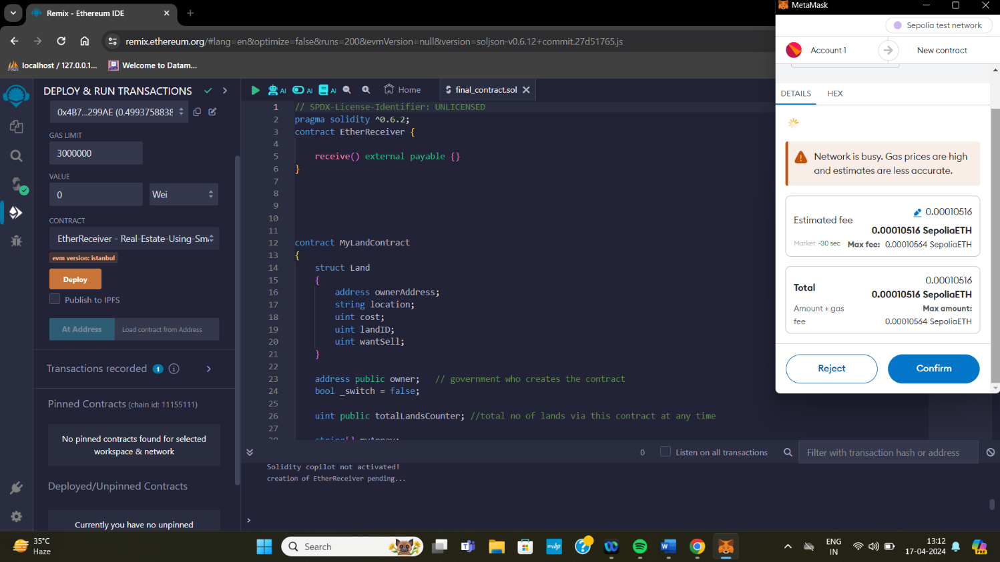 Remix - Ethereum IDE
remix.ethereum.org/#lang=en&optimize=false&runs=200&evmVersion=null&version=soljson-v0.6.12+commit.27d51765.js
localhost / 127.0.0.1...
Welcome to Datam...
DEPLOY & RUN TRANSACTIONS
0x4B7...299AE (0.4993758838
GAS LIMIT
3000000
VALUE
0
Wei
CONTRACT
EtherReceiver - Real-Estate-Using-Sma
evm version: istanbul
Deploy
Publish to IPFS
At Address
Load contract from Address
Transactions recorded 1
Pinned Contracts (chain id: 11155111)
No pinned contracts found for selected
workspace & network
Deployed/Unpinned Contracts
Currently you have no unpinned
AI
AI
AI
Home
final_contract.sol
1 // SPDX-License-Identifier: UNLICENSED
2 pragma solidity ^0.6.2;
3 contract EtherReceiver {
4
5 receive() external payable {}
6 }
7
8
9
10
11
12 contract MyLandContract
13 {
14 struct Land
15 {
16 address ownerAddress;
17 string location;
18 uint cost;
19 uint landID;
20 uint wantSell;
21 }
22
23 address public owner; // government who creates the contract
24 bool _switch = false;
25
26 uint public totalLandsCounter; //total no of lands via this contract at any time
27
28 string[] myArray;
0
Listen on all transactions
Filter with transaction hash or address
Solidity copilot not activated!
creation of EtherReceiver pending...
>
MetaMask
Sepolia test network
Account 1
New contract
DETAILS
HEX
Network is busy. Gas prices are high
and estimates are less accurate.
Estimated fee
0.00010516
0.00010516 SepoliaETH
Market ~30 sec
Max fee: 0.00010564 SepoliaETH
Total
0.00010516
0.00010516 SepoliaETH
Amount + gas
fee
Max amount:
0.00010564 SepoliaETH
Reject
Confirm
35°C
Haze
Search
myhp
ENG
IN
13:12
17-04-2024
PRE